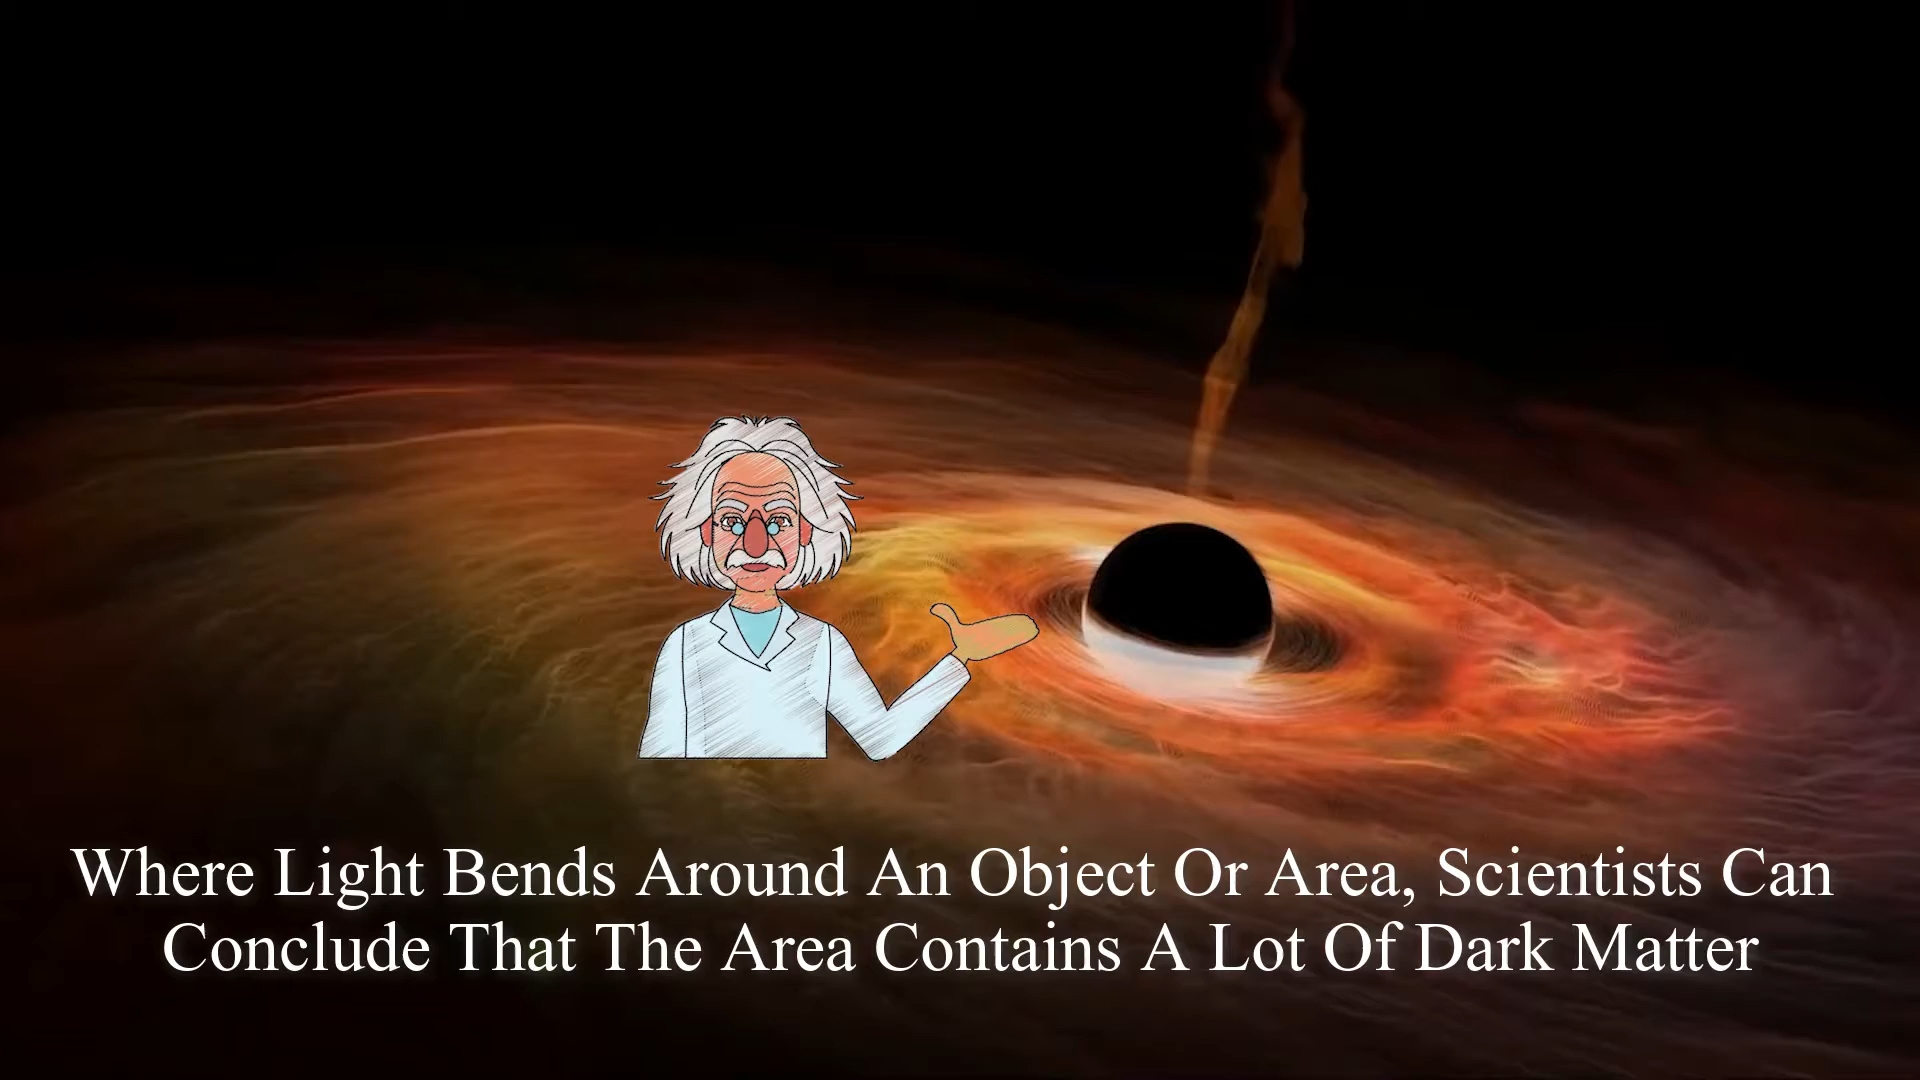 Where Light Bends Around An Object Or Area, Scientists Can
Conclude That The Area Contains A Lot Of Dark Matter